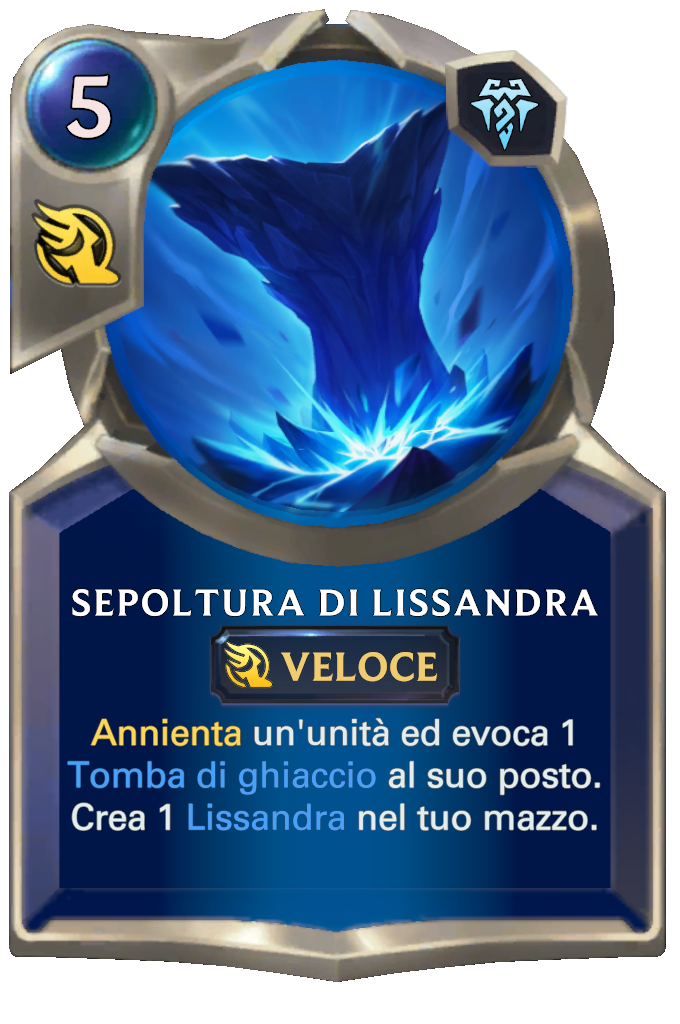 5
SEPOLTURA DI LISSANDRA
VELOCE
Annienta un'unità ed evoca 1
Tomba di ghiaccio al suo posto.
Crea 1 Lissandra nel tuo mazzo.